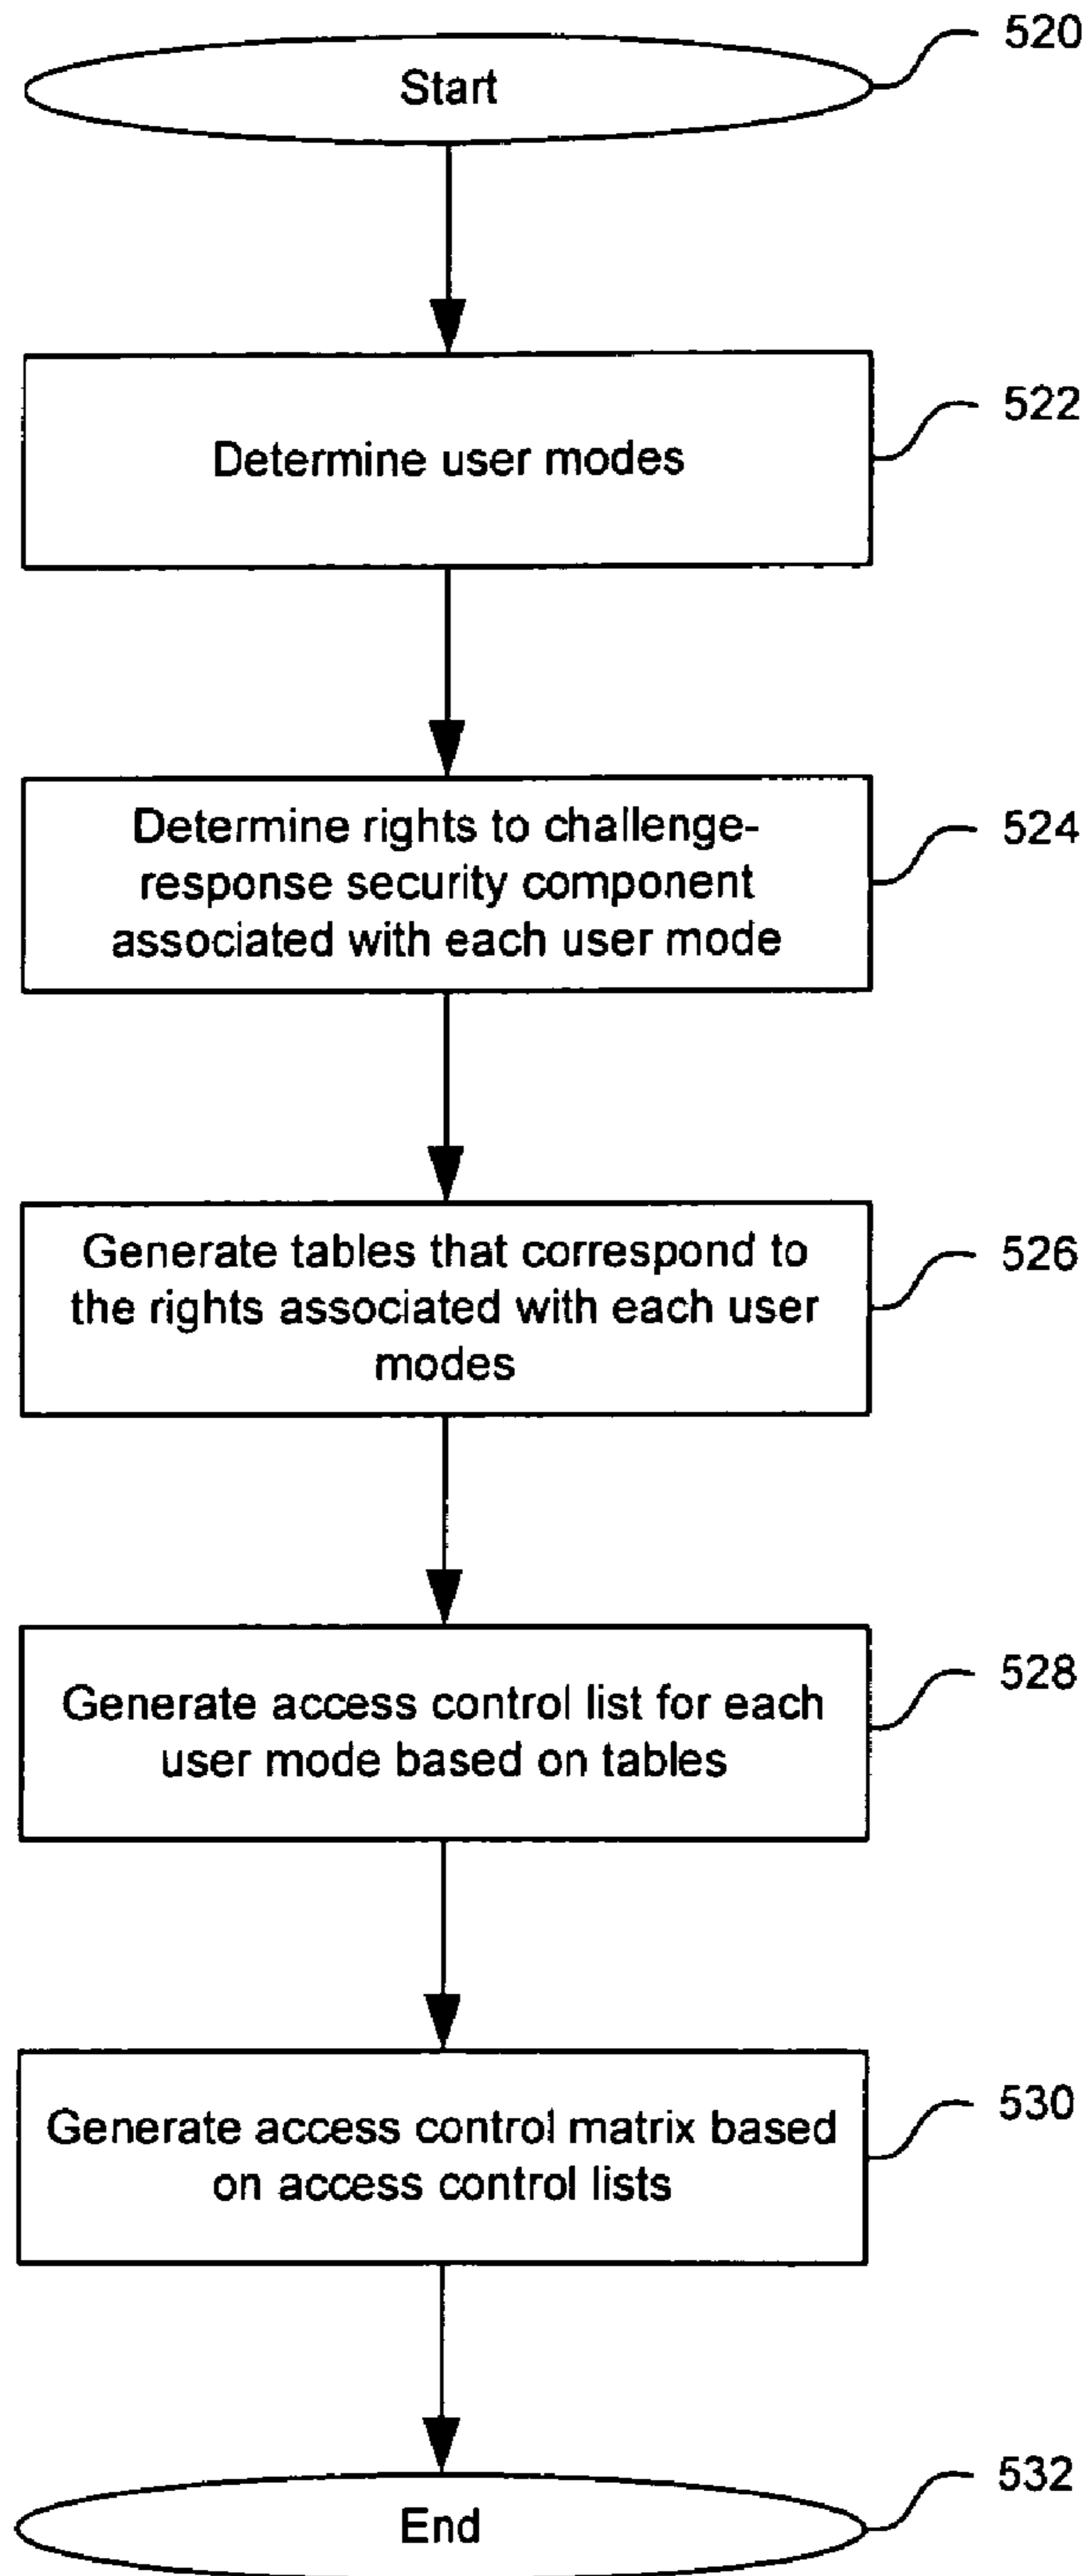 520
Start
522
Determine user modes
524
Determine rights to challenge-
response security component
associated with each user mode
526
Generate tables that correspond to
the rights associated with each user
modes
528
Generate access control list for each
user mode based on tables
530
Generate access control matrix based
on access control lists
532
End